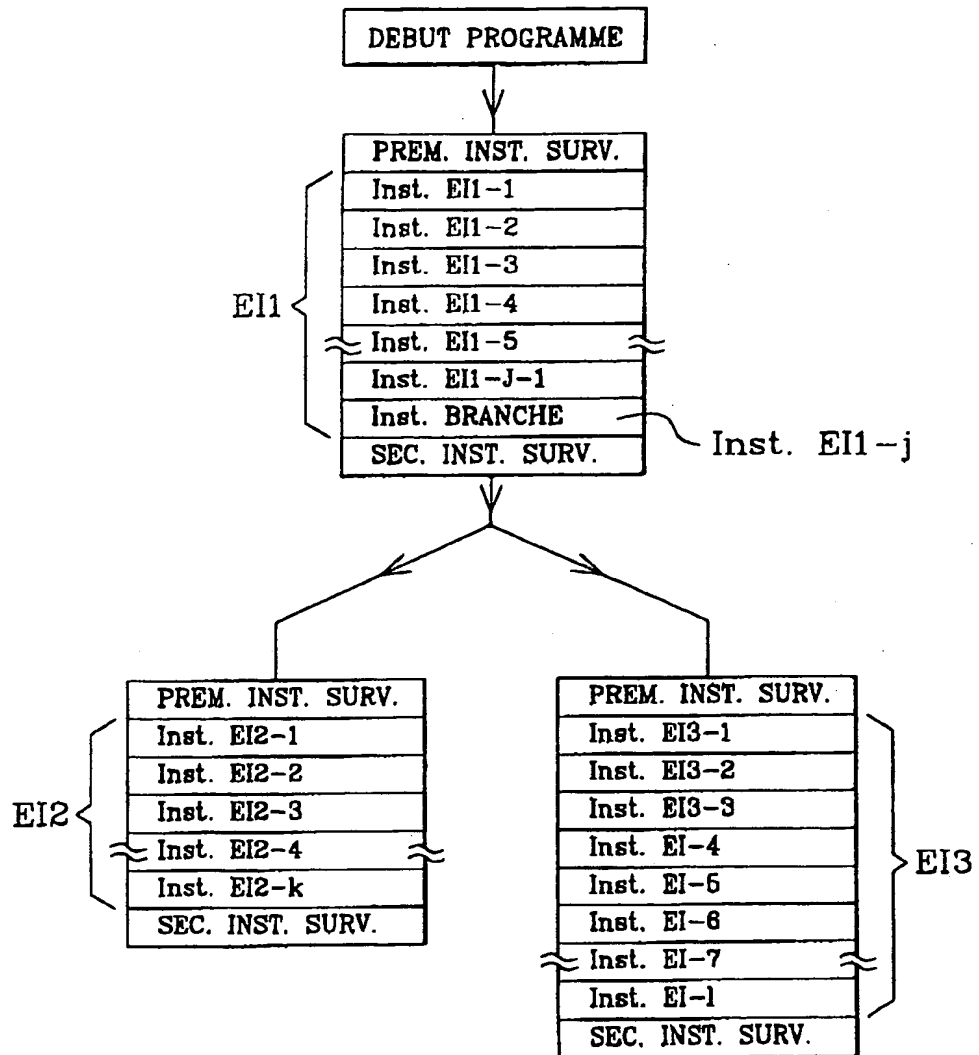 DEBUT PROGRAMME
PREM. INST. SURV.
Inst. EI1-1
Inst. EI1-2
Inst. EI1-3
Inst. EI1-4
Inst. EI1-5
Inst. EI1-J-1
Inst. BRANCHE
SEC. INST. SURV.
EI1
Inst. EI1-j
PREM. INST. SURV.
Inst. EI2-1
Inst. EI2-2
Inst. EI2-3
Inst. EI2-4
Inst. EI2-k
SEC. INST. SURV.
EI2
PREM. INST. SURV.
Inst. EI3-1
Inst. EI3-2
Inst. EI3-3
Inst. EI-4
Inst. EI-5
Inst. EI-6
Inst. EI-7
Inst. EI-l
SEC. INST. SURV.
EI3